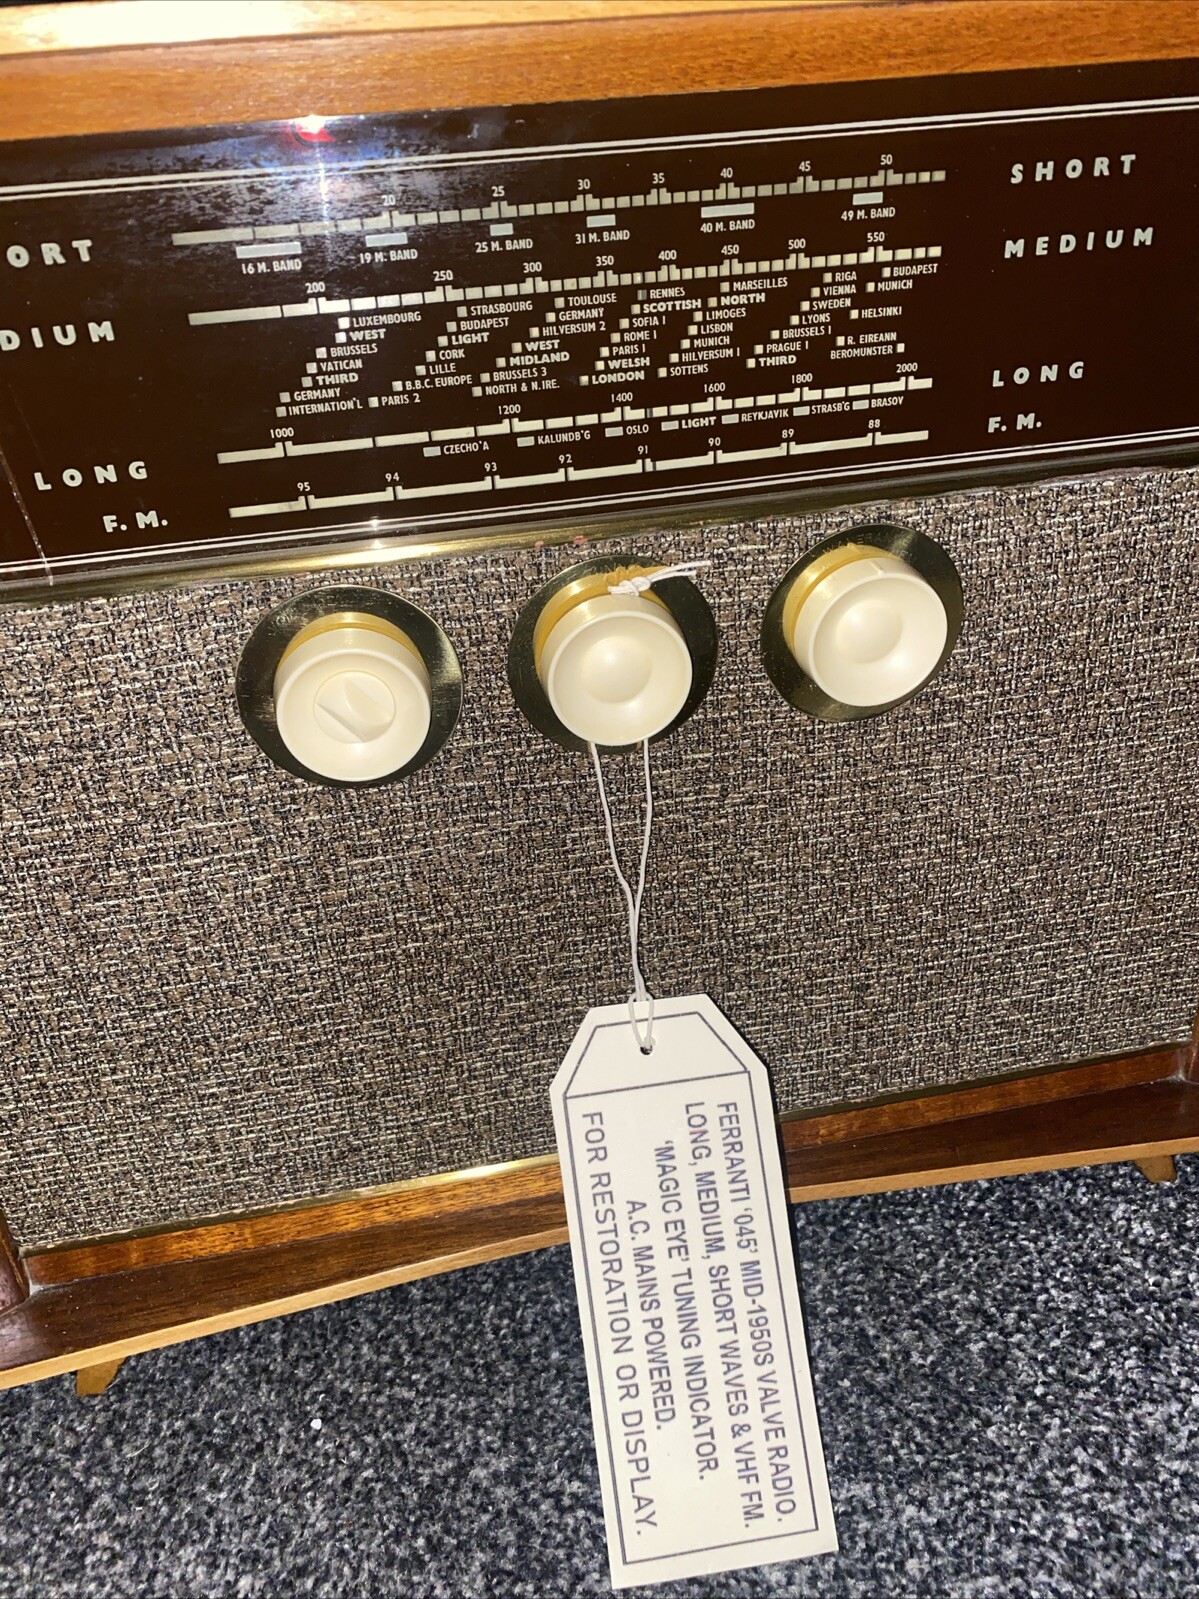 20 25 30 35 40 45 50
SHORT
ORT
16 M. BAND 19 M. BAND 25 M. BAND 31 M. BAND 40 M. BAND 49 M. BAND
200 250 300 350 400 450 500 550
MEDIUM
DIUM
LUXEMBOURG STRASBOURG TOULOUSE RENNES MARSEILLES RIGA BUDAPEST
WEST BUDAPEST GERMANY SCOTTISH NORTH VIENNA MUNICH
BRUSSELS LIGHT HILVERSUM 2 SOFIA I LIMOGES SWEDEN HELSINKI
VATICAN CORK WEST ROME I LISBON LYONS
THIRD LILLE MIDLAND PARIS I MUNICH BRUSSELS I R. EIREANN
GERMANY B.B.C. EUROPE BRUSSELS 3 WELSH HILVERSUM I PRAGUE I BEROMUNSTER
INTERNATION'L PARIS 2 NORTH & N.IRE. LONDON SOTTENS THIRD
1000 1200 1400 1600 1800 2000
LONG
LONG
CZECHO'A KALUNDB'G OSLO LIGHT REYKJAVIK STRASB'G BRASOV
95 94 93 92 91 90 89 88
F. M.
F. M.
FERRANTI '045' MID-1950S VALVE RADIO.
LONG, MEDIUM, SHORT WAVES & VHF FM.
'MAGIC EYE' TUNING INDICATOR.
A.C. MAINS POWERED.
FOR RESTORATION OR DISPLAY.